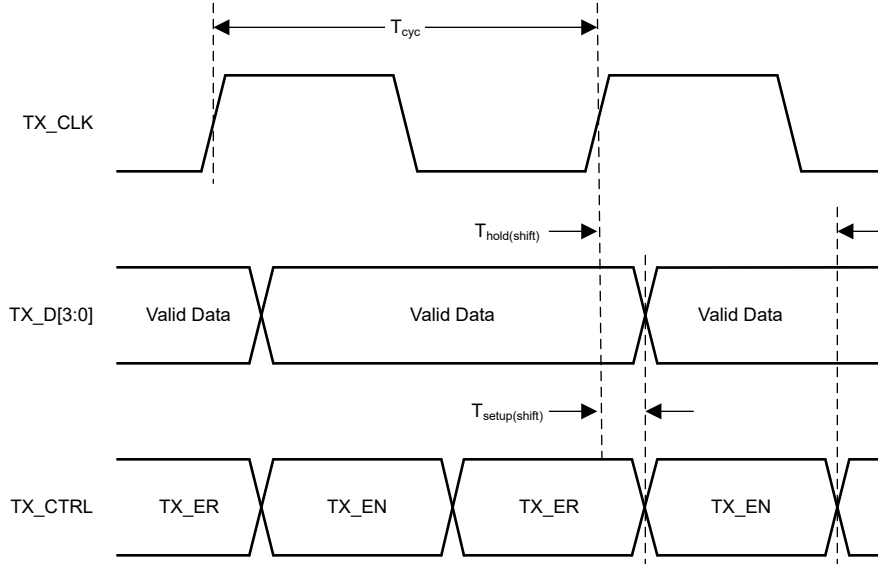 Tcyc
TX_CLK
Thold(shift)
TX_D[3:0] Valid Data Valid Data Valid Data
Tsetup(shift)
TX_CTRL TX_ER TX_EN TX_ER TX_EN